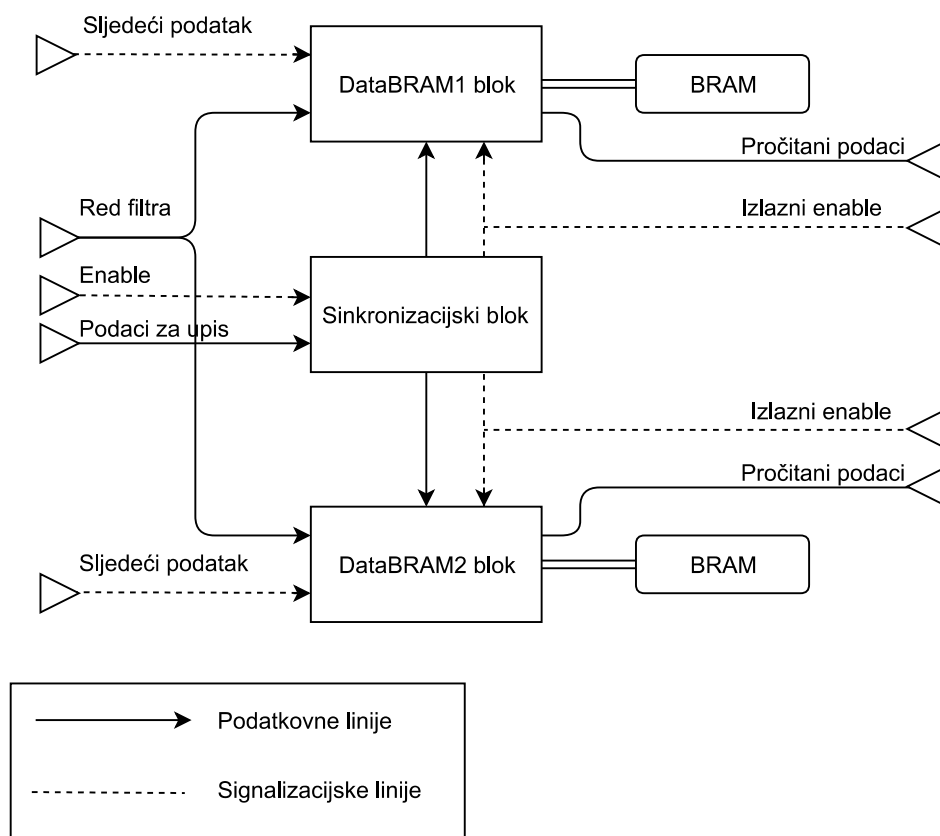 Sljedeći podatak
DataBRAM1 blok
BRAM
Pročitani podaci
Red filtra
Izlazni enable
Enable
Sinkronizacijski blok
Podaci za upis
Izlazni enable
Pročitani podaci
Sljedeći podatak
DataBRAM2 blok
BRAM
Podatkovne linije
Signalizacijske linije